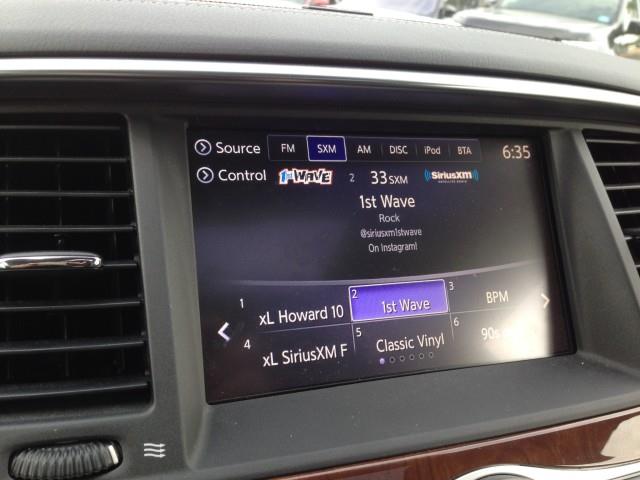 Source FM SXM AM DISC iPod BTA 6:35
Control 1st WAVE 2 33 SXM SiriusXM SATELLITE RADIO
1st Wave
Rock
@siriusxm1stwave
On Instagram!
1 xL Howard 10 2 1st Wave 3 BPM
4 xL SiriusXM F 5 Classic Vinyl 6 90s